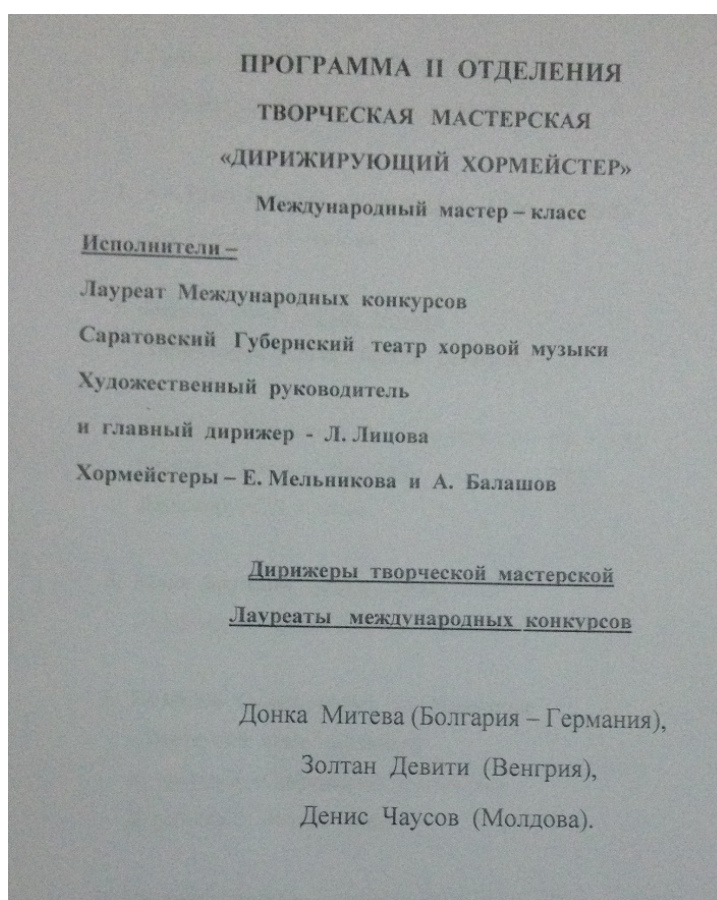 ПРОГРАММА II ОТДЕЛЕНИЯ
ТВОРЧЕСКАЯ МАСТЕРСКАЯ
«ДИРИЖИРУЮЩИЙ ХОРМЕЙСТЕР»
Международный мастер – класс
Исполнители –
Лауреат Международных конкурсов
Саратовский Губернский театр хоровой музыки
Художественный руководитель
и главный дирижер - Л. Лицова
Хормейстеры – Е. Мельникова и А. Балашов
Дирижеры творческой мастерской
Лауреаты международных конкурсов
Донка Митева (Болгария – Германия),
Золтан Девити (Венгрия),
Денис Чаусов (Молдова).